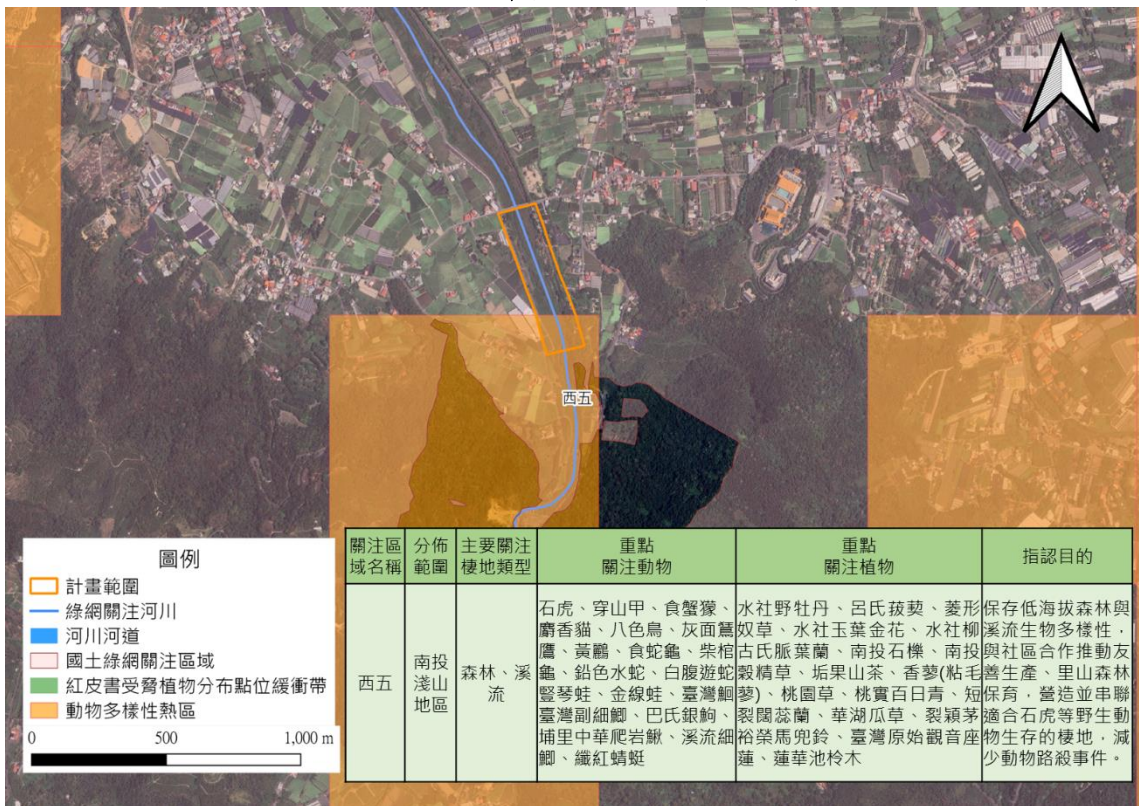 西五
圖例
計畫範圍
綠網關注河川
河川河道
國土綠網關注區域
紅皮書受脅植物分布點位緩衝帶
動物多樣性熱區
0 500 1,000 m
關注區
域名稱
分佈
範圍
主要關注
棲地類型
重點
關注動物
重點
關注植物
指認目的
西五
南投
淺山
地區
森林、溪
流
石虎、穿山甲、食蟹獴、
麝香貓、八色鳥、灰面鵟
鷹、黃鸝、食蛇龜、柴棺
龜、鉛色水蛇、白腹遊蛇
豎琴蛙、金線蛙、臺灣鮰
臺灣副細鯽、巴氏銀鮈、
埔里中華爬岩鰍、溪流細
鯽、纖紅蜻蜓
水社野牡丹、呂氏菝葜、菱形
奴草、水社玉葉金花、水社柳
古氏脈葉蘭、南投石櫟、南投
穀精草、垢果山茶、香蓼(粘毛
蓼)、桃園草、桃實百日青、短
裂闊蕊蘭、華湖瓜草、裂穎茅
裕榮馬兜鈴、臺灣原始觀音座
蓮、蓮華池柃木
保存低海拔森林與
溪流生物多樣性，
與社區合作推動友
善生產、里山森林
保育，營造並串聯
適合石虎等野生動
物生存的棲地，減
少動物路殺事件。